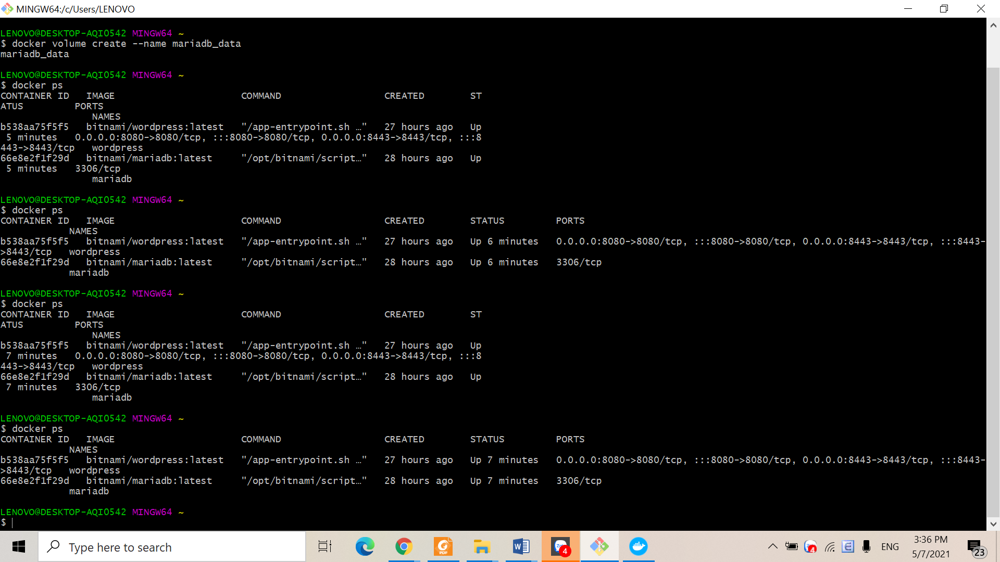 MINGW64:/c/Users/LENOVO
LENOVO@DESKTOP-AQIO542 MINGW64 ~
$ docker volume create --name mariadb_data
mariadb_data
LENOVO@DESKTOP-AQIO542 MINGW64 ~
$ docker ps
CONTAINER ID   IMAGE                      COMMAND                  CREATED        ST
ATUS         PORTS
                NAMES
b538aa75f5f5   bitnami/wordpress:latest   "/app-entrypoint.sh …"   27 hours ago   Up
 5 minutes   0.0.0.0:8080->8080/tcp, :::8080->8080/tcp, 0.0.0.0:8443->8443/tcp, :::8
443->8443/tcp   wordpress
66e8e2f1f29d   bitnami/mariadb:latest     "/opt/bitnami/script…"   28 hours ago   Up
 5 minutes   3306/tcp
                mariadb
LENOVO@DESKTOP-AQIO542 MINGW64 ~
$ docker ps
CONTAINER ID   IMAGE                      COMMAND                  CREATED        STATUS         PORTS
            NAMES
b538aa75f5f5   bitnami/wordpress:latest   "/app-entrypoint.sh …"   27 hours ago   Up 6 minutes   0.0.0.0:8080->8080/tcp, :::8080->8080/tcp, 0.0.0.0:8443->8443/tcp, :::8443-
>8443/tcp   wordpress
66e8e2f1f29d   bitnami/mariadb:latest     "/opt/bitnami/script…"   28 hours ago   Up 6 minutes   3306/tcp
            mariadb
LENOVO@DESKTOP-AQIO542 MINGW64 ~
$ docker ps
CONTAINER ID   IMAGE                      COMMAND                  CREATED        ST
ATUS         PORTS
                NAMES
b538aa75f5f5   bitnami/wordpress:latest   "/app-entrypoint.sh …"   27 hours ago   Up
 7 minutes   0.0.0.0:8080->8080/tcp, :::8080->8080/tcp, 0.0.0.0:8443->8443/tcp, :::8
443->8443/tcp   wordpress
66e8e2f1f29d   bitnami/mariadb:latest     "/opt/bitnami/script…"   28 hours ago   Up
 7 minutes   3306/tcp
                mariadb
LENOVO@DESKTOP-AQIO542 MINGW64 ~
$ docker ps
CONTAINER ID   IMAGE                      COMMAND                  CREATED        STATUS         PORTS
            NAMES
b538aa75f5f5   bitnami/wordpress:latest   "/app-entrypoint.sh …"   27 hours ago   Up 7 minutes   0.0.0.0:8080->8080/tcp, :::8080->8080/tcp, 0.0.0.0:8443->8443/tcp, :::8443-
>8443/tcp   wordpress
66e8e2f1f29d   bitnami/mariadb:latest     "/opt/bitnami/script…"   28 hours ago   Up 7 minutes   3306/tcp
            mariadb
LENOVO@DESKTOP-AQIO542 MINGW64 ~
$
Type here to search
PDF
W
4
4
E
ENG
3:36 PM
5/7/2021
23